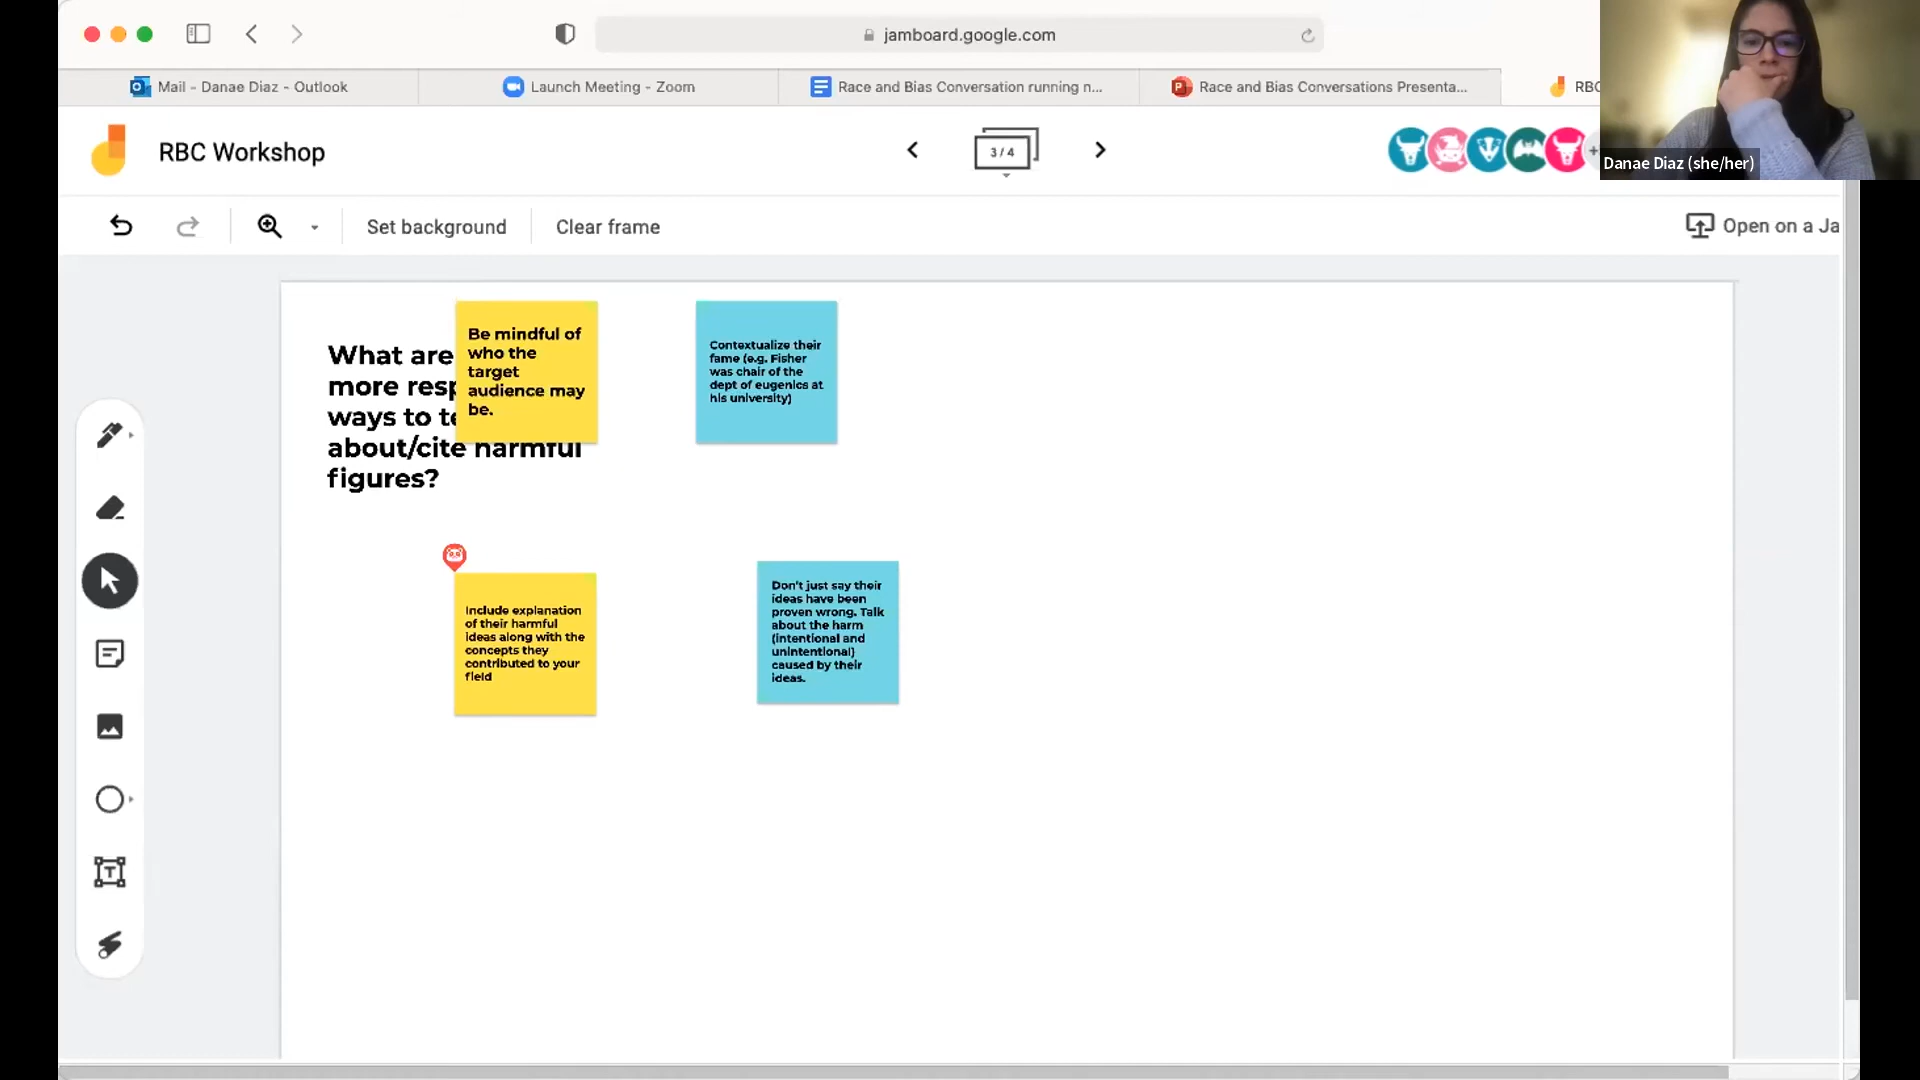 jamboard.google.com
Mail - Danae Diaz - Outlook
Launch Meeting - Zoom
Race and Bias Conversation running n...
Race and Bias Conversations Presenta...
RBC
Danae Diaz (she/her)
RBC Workshop
3 / 4
+
Set background
Clear frame
Open on a Ja
What are
more resp
ways to te
about/cite harmful
figures?
Be mindful of
who the
target
audience may
be.
Contextualize their
fame (e.g. Fisher
was chair of the
dept of eugenics at
his university)
Include explanation
of their harmful
ideas along with the
concepts they
contributed to your
field
Don't just say their
ideas have been
proven wrong. Talk
about the harm
(intentional and
unintentional)
caused by their
ideas.